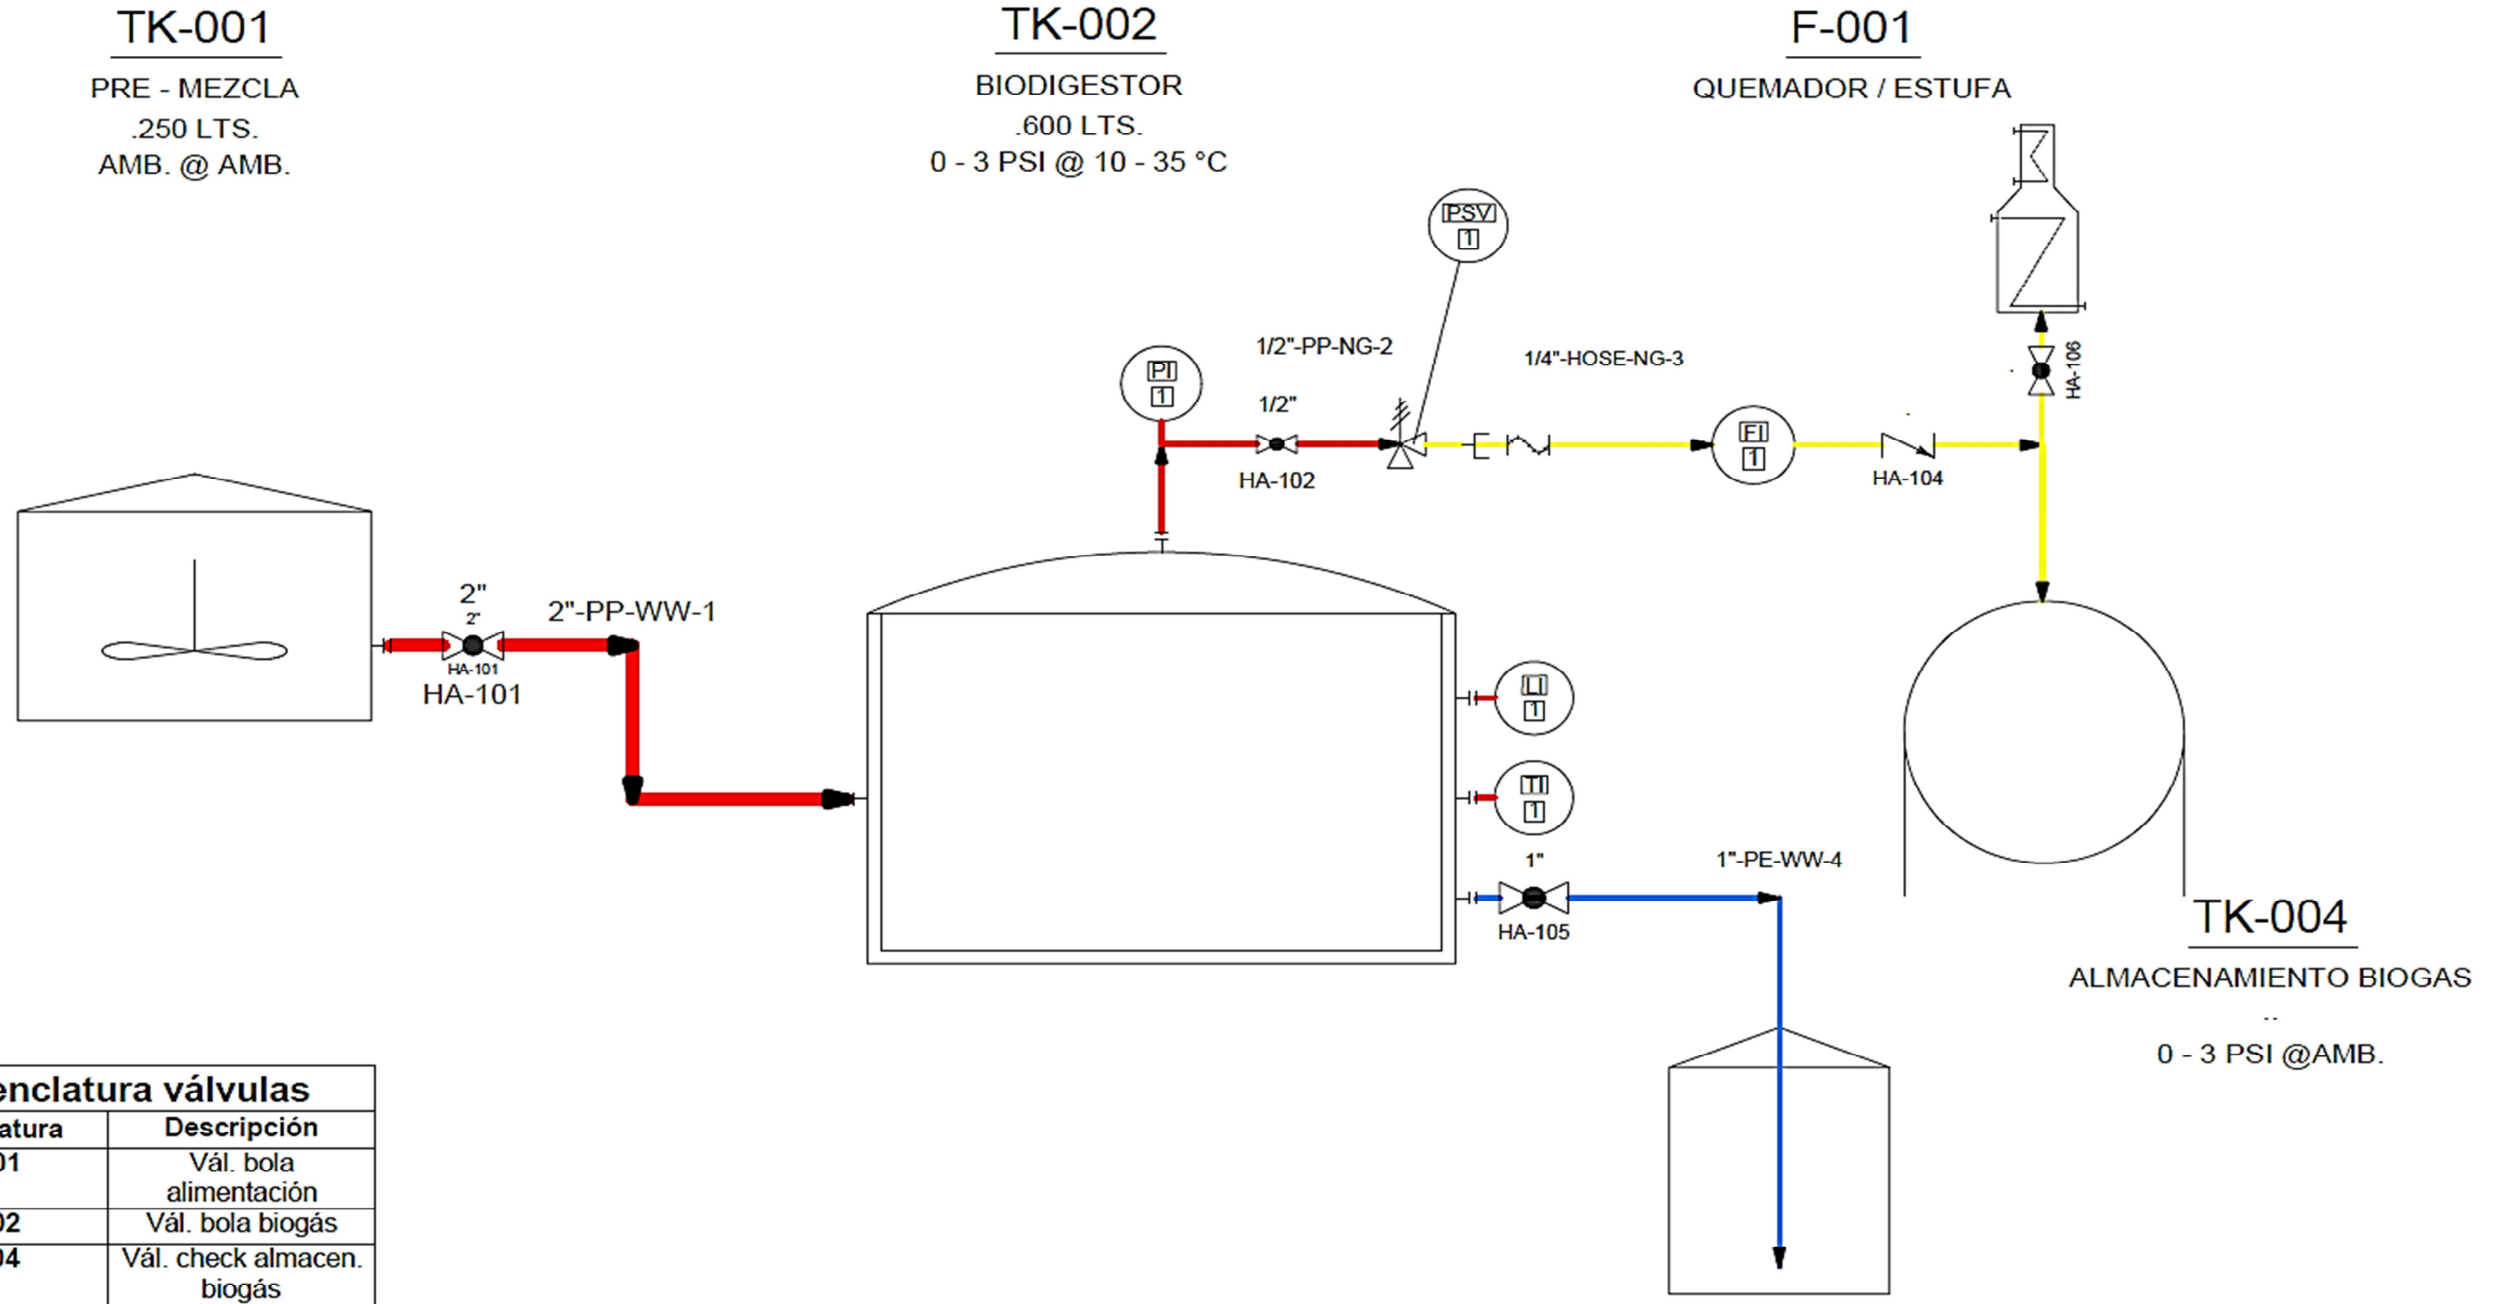 TK-001
PRE - MEZCLA
.250 LTS.
AMB. @ AMB.
TK-002
BIODIGESTOR
.600 LTS.
0 - 3 PSI @ 10 - 35 °C
F-001
QUEMADOR / ESTUFA
PSV
1
PI
1
1/2"-PP-NG-2
1/2"
HA-102
1/4"-HOSE-NG-3
FI
1
HA-104
HA-106
2"
2"
HA-101
HA-101
2"-PP-WW-1
LI
1
TI
1
1"
HA-105
1"-PE-WW-4
TK-004
ALMACENAMIENTO BIOGAS
--
0 - 3 PSI @AMB.
enclatura válvulas
atura Descripción
01 Vál. bola
alimentación
02 Vál. bola biogás
04 Vál. check almacen.
biogás